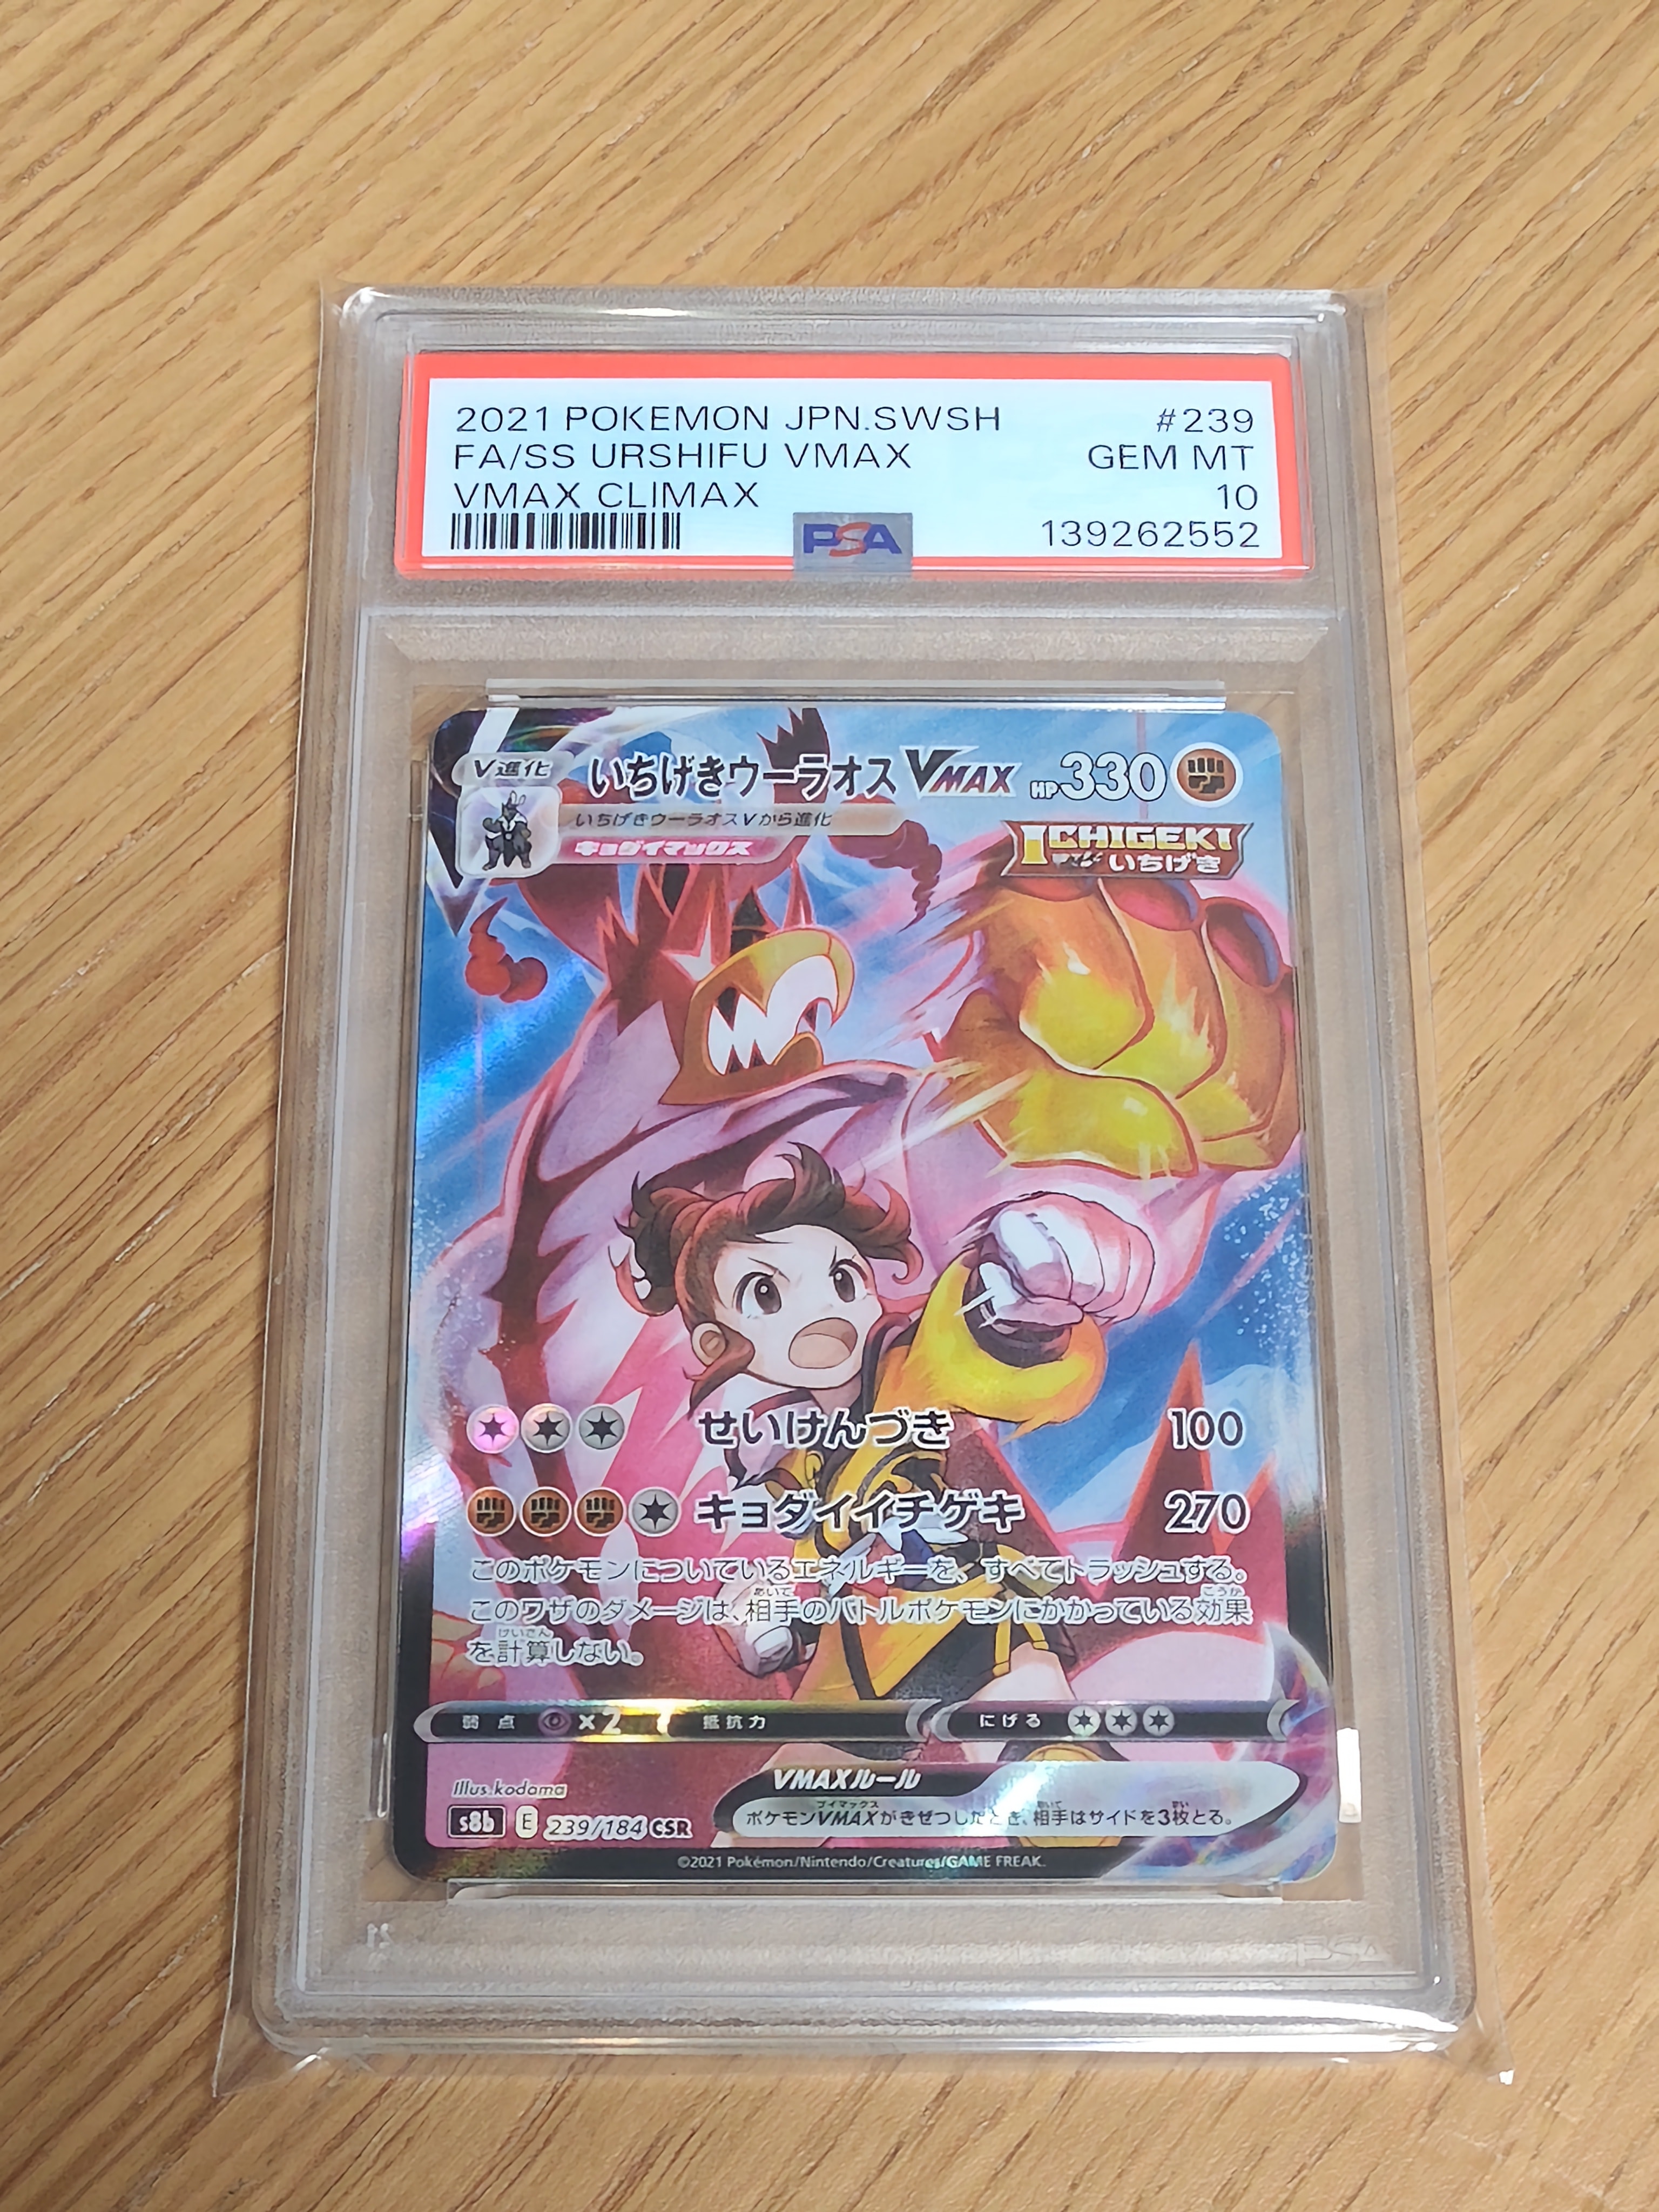 2021 POKEMON JPN.SWSH #239
FA/SS URSHIFU VMAX GEM MT
VMAX CLIMAX 10
PSA 139262552
V進化 いちげきウーラオス VMAX HP330
いちげきウーラオスVから進化
キョダイマックス
ICHIGEKI
いちげき
せいけんづき 100
キョダイイチゲキ 270
このポケモンについているエネルギーを、すべてトラッシュする。
このワザのダメージは、相手のバトルポケモンにかかっている効果
を計算しない。
弱点 ×2 抵抗力 にげる
VMAXルール
ポケモンVMAXがきぜつしたとき、相手はサイドを3枚とる。
Illus. kodama
s8b E 239/184 CSR
©2021 Pokémon/Nintendo/Creatures/GAME FREAK.